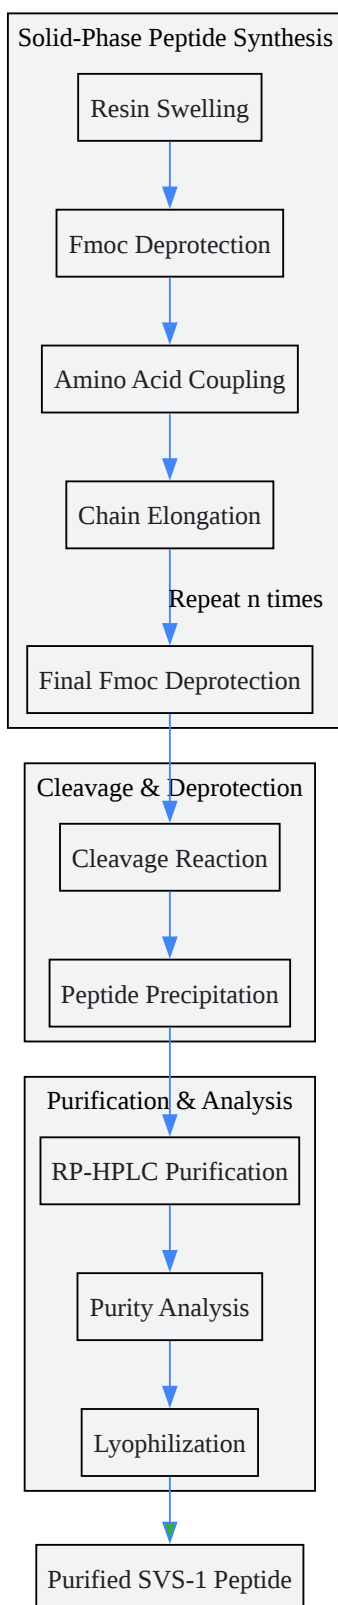 Solid-Phase Peptide Synthesis
Resin Swelling
Fmoc Deprotection
Amino Acid Coupling
Chain Elongation
Repeat n times
Final Fmoc Deprotection
Cleavage & Deprotection
Cleavage Reaction
Peptide Precipitation
Purification & Analysis
RP-HPLC Purification
Purity Analysis
Lyophilization
Purified SVS-1 Peptide